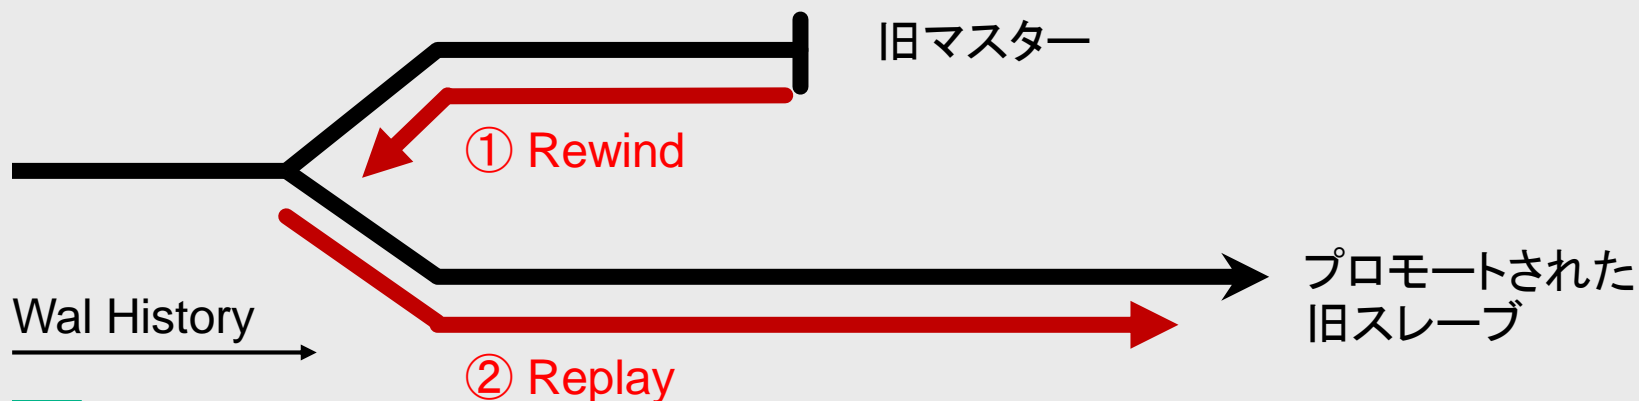 旧マスター
① Rewind
プロモートされた
旧スレーブ
Wal History
② Replay